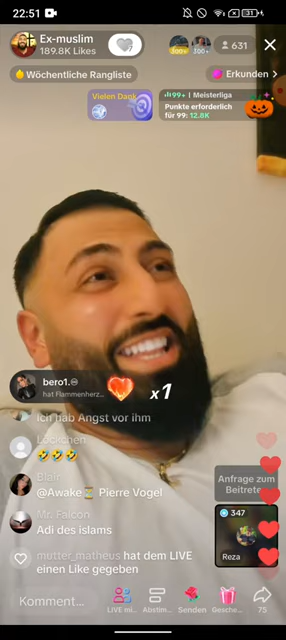 22:51
Ex-muslim
189.8K Likes
300+
300+
631
Wöchentliche Rangliste
Erkunden
Vielen Dank
99+ | Meisterliga
Punkte erforderlich
für 99: 12.8K
bero1.
hat Flammenherz...
x1
Ich hab Angst vor ihm
Löckchen
🤣🤣🤣
Blair
@Awake⏳ Pierre Vogel
Mr. Falcon
Adi des islams
mutter_matheus hat dem LIVE
einen Like gegeben
Anfrage zum
Beitrete...
347
Reza
Komment...
LIVE mi...
Abstim...
Senden
Gesche...
75